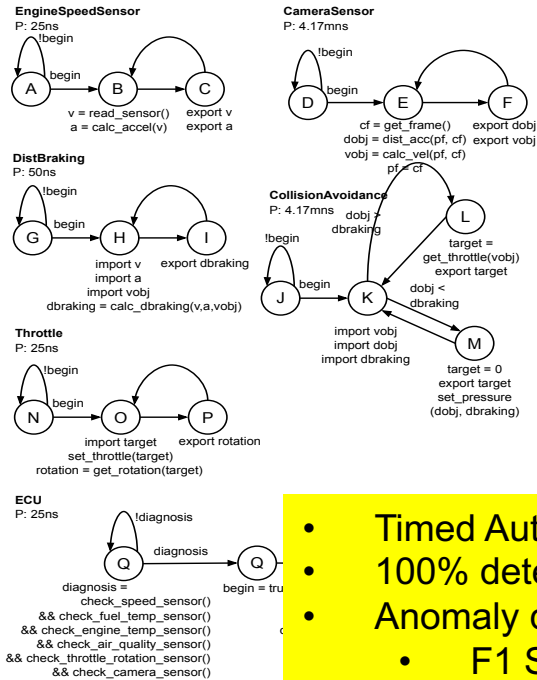 EngineSpeedSensor
P: 25ns
!begin
begin
A
B
C
v = read_sensor()
a = calc_accel(v)
export v
export a
CameraSensor
P: 4.17mns
!begin
begin
D
E
F
cf = get_frame()
dobj = dist_acc(pf, cf)
vobj = calc_vel(pf, cf)
pf = cf
export dobj
export vobj
DistBraking
P: 50ns
!begin
begin
G
H
I
import v
import a
import vobj
dbraking = calc_dbraking(v,a,vobj)
export dbraking
CollisionAvoidance
P: 4.17mns
dobj >
dbraking
!begin
begin
J
K
L
target =
get_throttle(vobj)
export target
dobj <
dbraking
import vobj
import dobj
import dbraking
M
target = 0
export target
set_pressure
(dobj, dbraking)
Throttle
P: 25ns
!begin
begin
N
O
P
import target
set_throttle(target)
rotation = get_rotation(target)
export rotation
ECU
P: 25ns
!diagnosis
diagnosis
Q
Q
diagnosis =
check_speed_sensor()
&& check_fuel_temp_sensor()
&& check_engine_temp_sensor()
&& check_air_quality_sensor()
&& check_throttle_rotation_sensor()
&& check_camera_sensor()
begin = tru
• Timed Aut
• 100% dete
• Anomaly
• F1 S